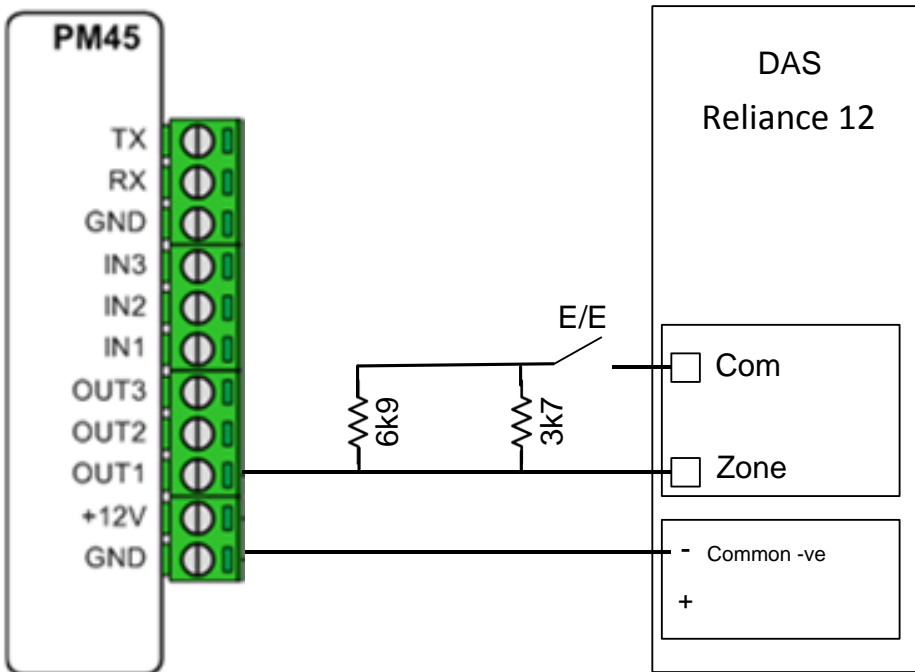 PM45
TX
RX
GND
IN3
IN2
IN1
OUT3
OUT2
OUT1
+12V
GND
E/E
6k9
3k7
DAS
Reliance 12
Com
Zone
- Common -ve
+